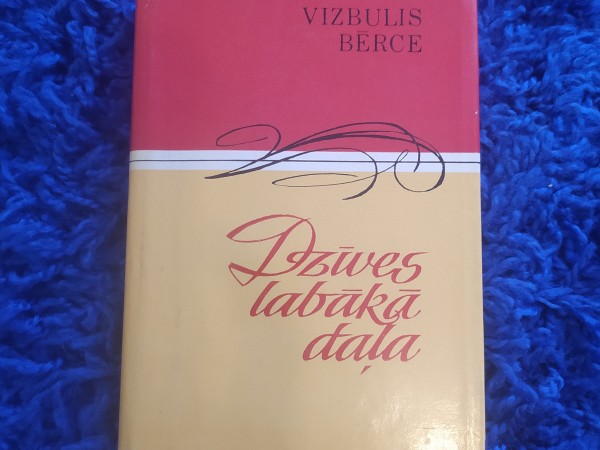 VIZBULIS
BĒRCE
Dzīves
labākā
daļa